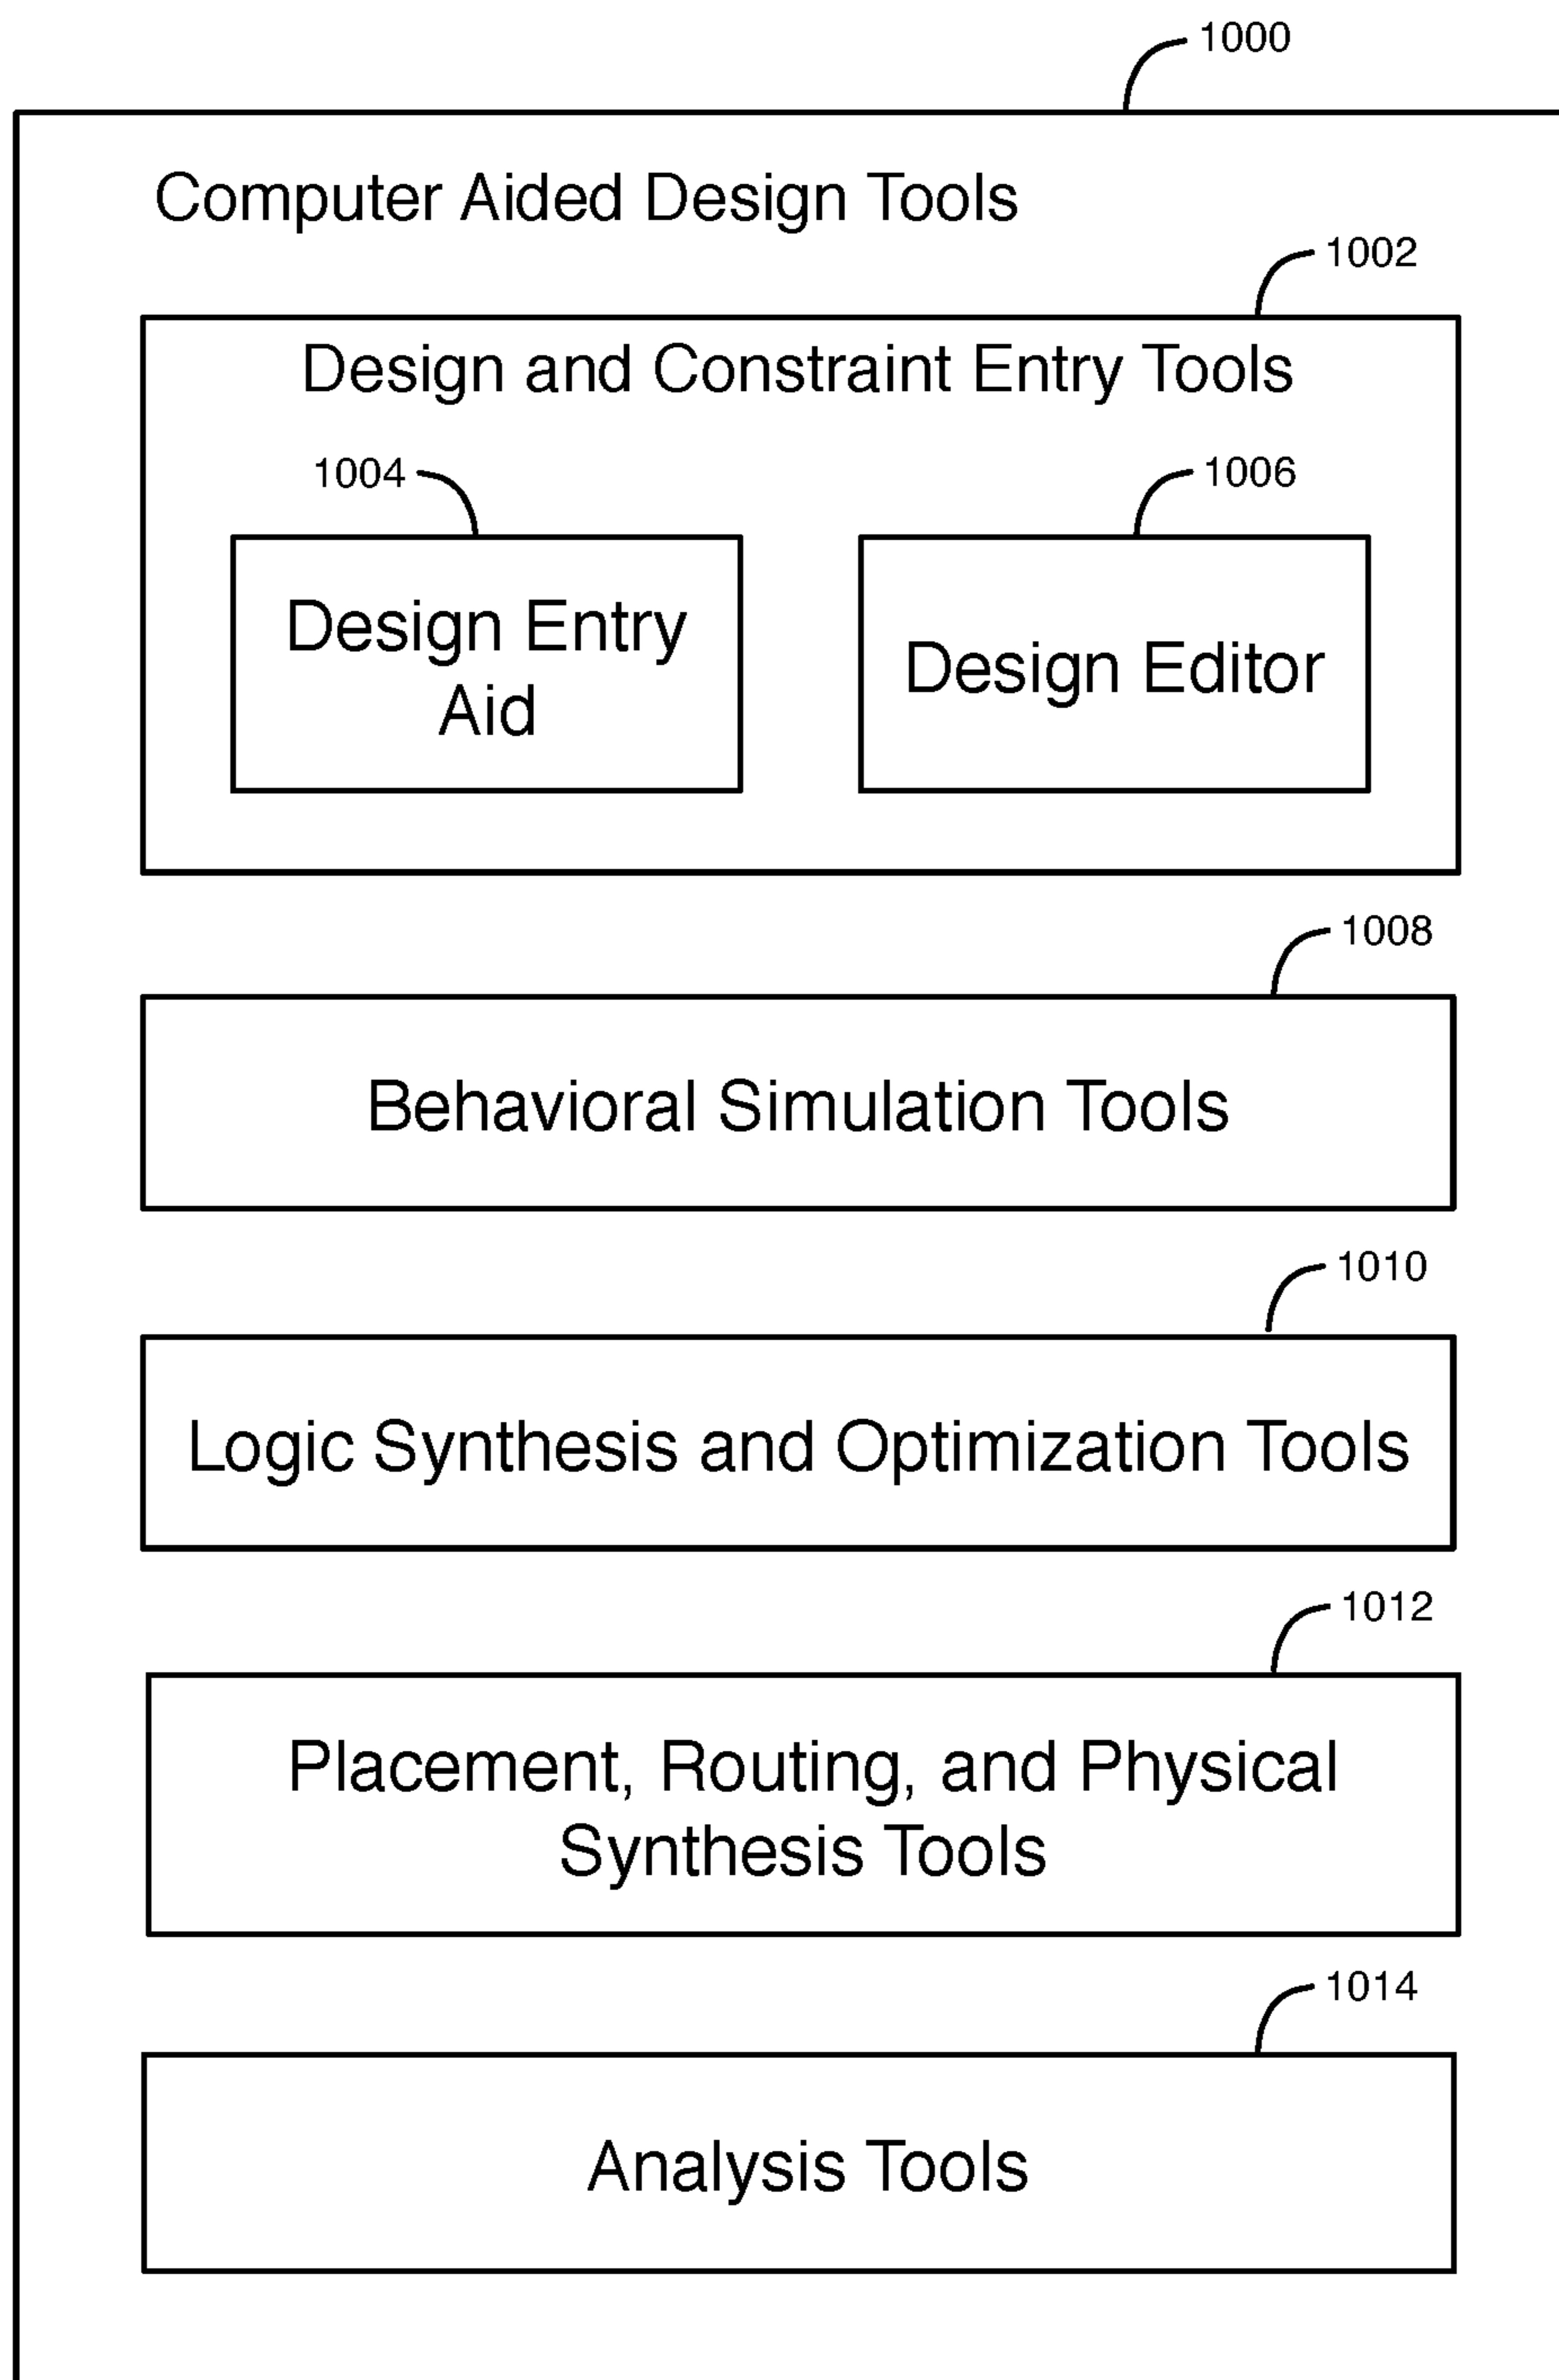 1000
Computer Aided Design Tools
1002
Design and Constraint Entry Tools
1004
1006
Design Entry
Aid
Design Editor
1008
Behavioral Simulation Tools
1010
Logic Synthesis and Optimization Tools
1012
Placement, Routing, and Physical
Synthesis Tools
1014
Analysis Tools